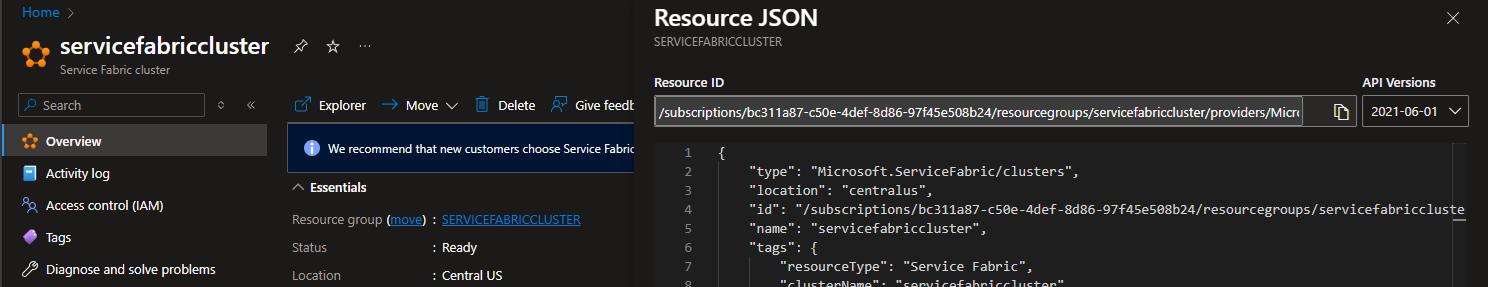 Home
servicefabriccluster
Service Fabric cluster
Search
Overview
Activity log
Access control (IAM)
Tags
Diagnose and solve problems
Explorer Move Delete Give feedb
We recommend that new customers choose Service Fabric
Essentials
Resource group (move) : SERVICEFABRICCLUSTER
Status : Ready
Location : Central US
Resource JSON
SERVICEFABRICCLUSTER
Resource ID
/subscriptions/bc311a87-c50e-4def-8d86-97f45e508b24/resourcegroups/servicefabriccluster/providers/Micro
API Versions
2021-06-01
1 {
2 "type": "Microsoft.ServiceFabric/clusters",
3 "location": "centralus",
4 "id": "/subscriptions/bc311a87-c50e-4def-8d86-97f45e508b24/resourcegroups/servicefabricclust
5 "name": "servicefabriccluster",
6 "tags": {
7 "resourceType": "Service Fabric",
8 "clusterName": "servicefabriccluster"